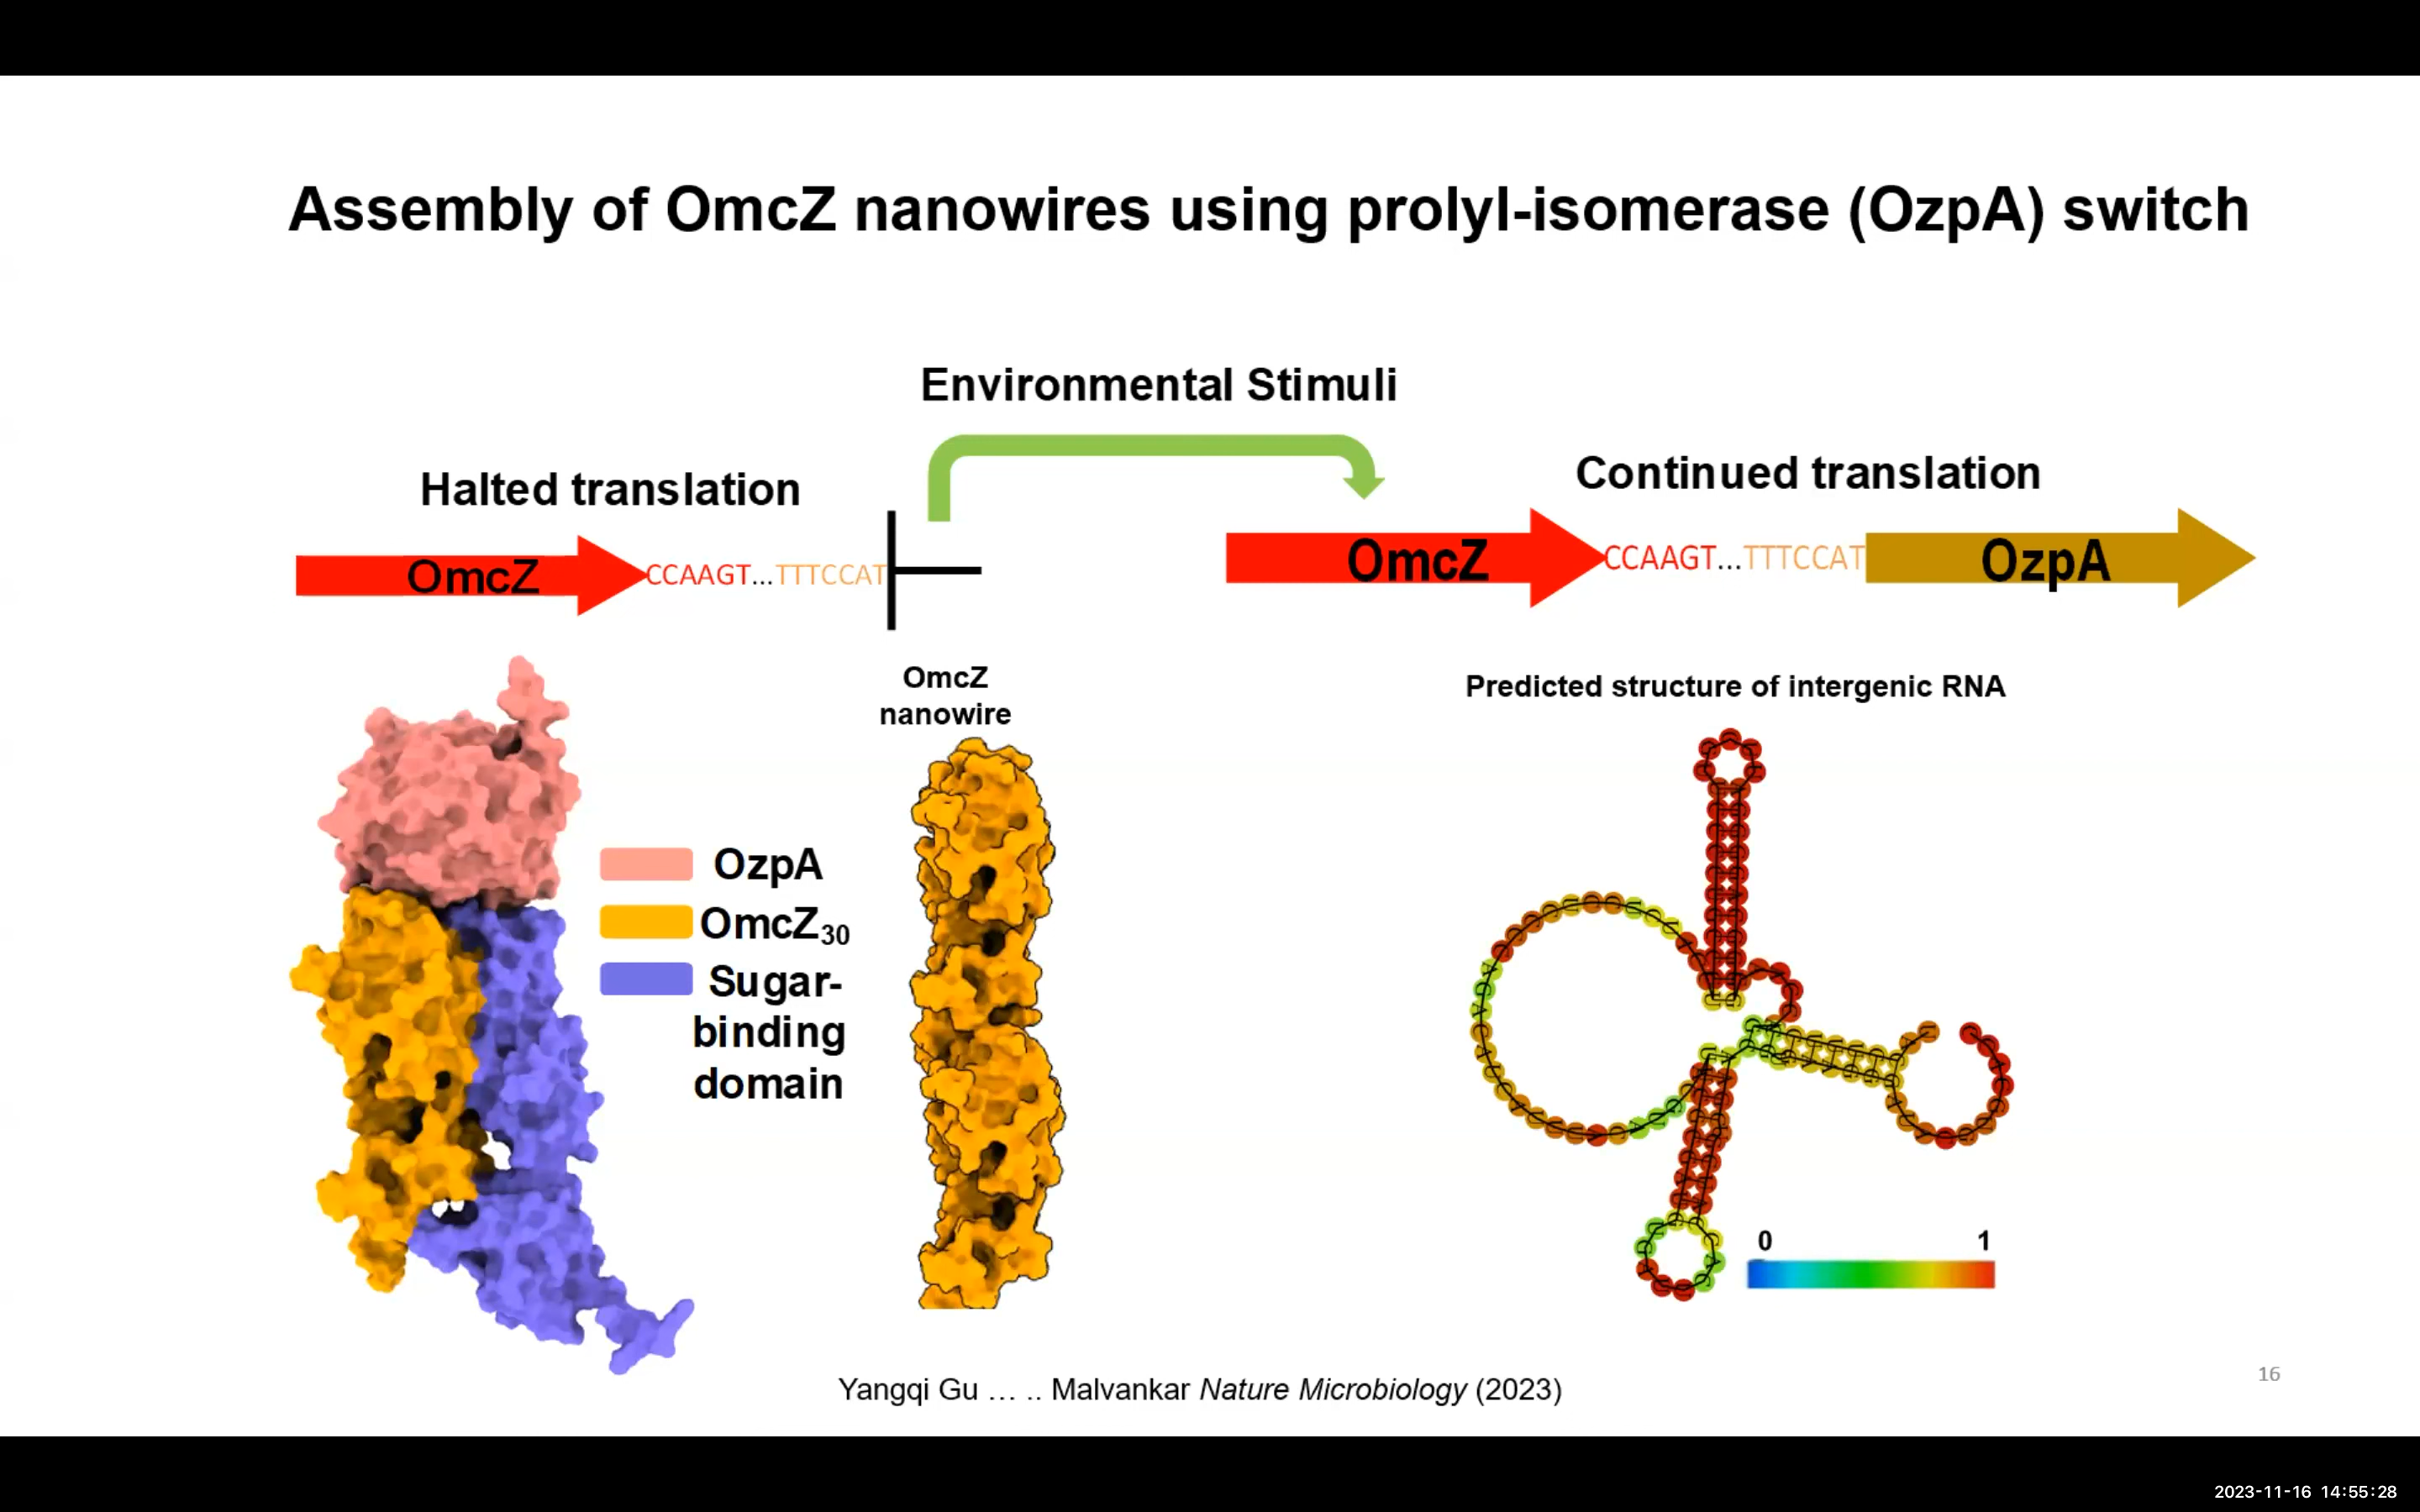 Assembly of OmcZ nanowires using prolyl-isomerase (OzpA) switch
Environmental Stimuli
Halted translation
Continued translation
OmcZ
CCAAGT...TTTCCAT
OmcZ
CCAAGT...TTTCCAT
OzpA
OmcZ
nanowire
Predicted structure of intergenic RNA
OzpA
OmcZ30
Sugar-
binding
domain
0
1
Yangqi Gu … .. Malvankar Nature Microbiology (2023)
16
2023-11-16 14:55:28